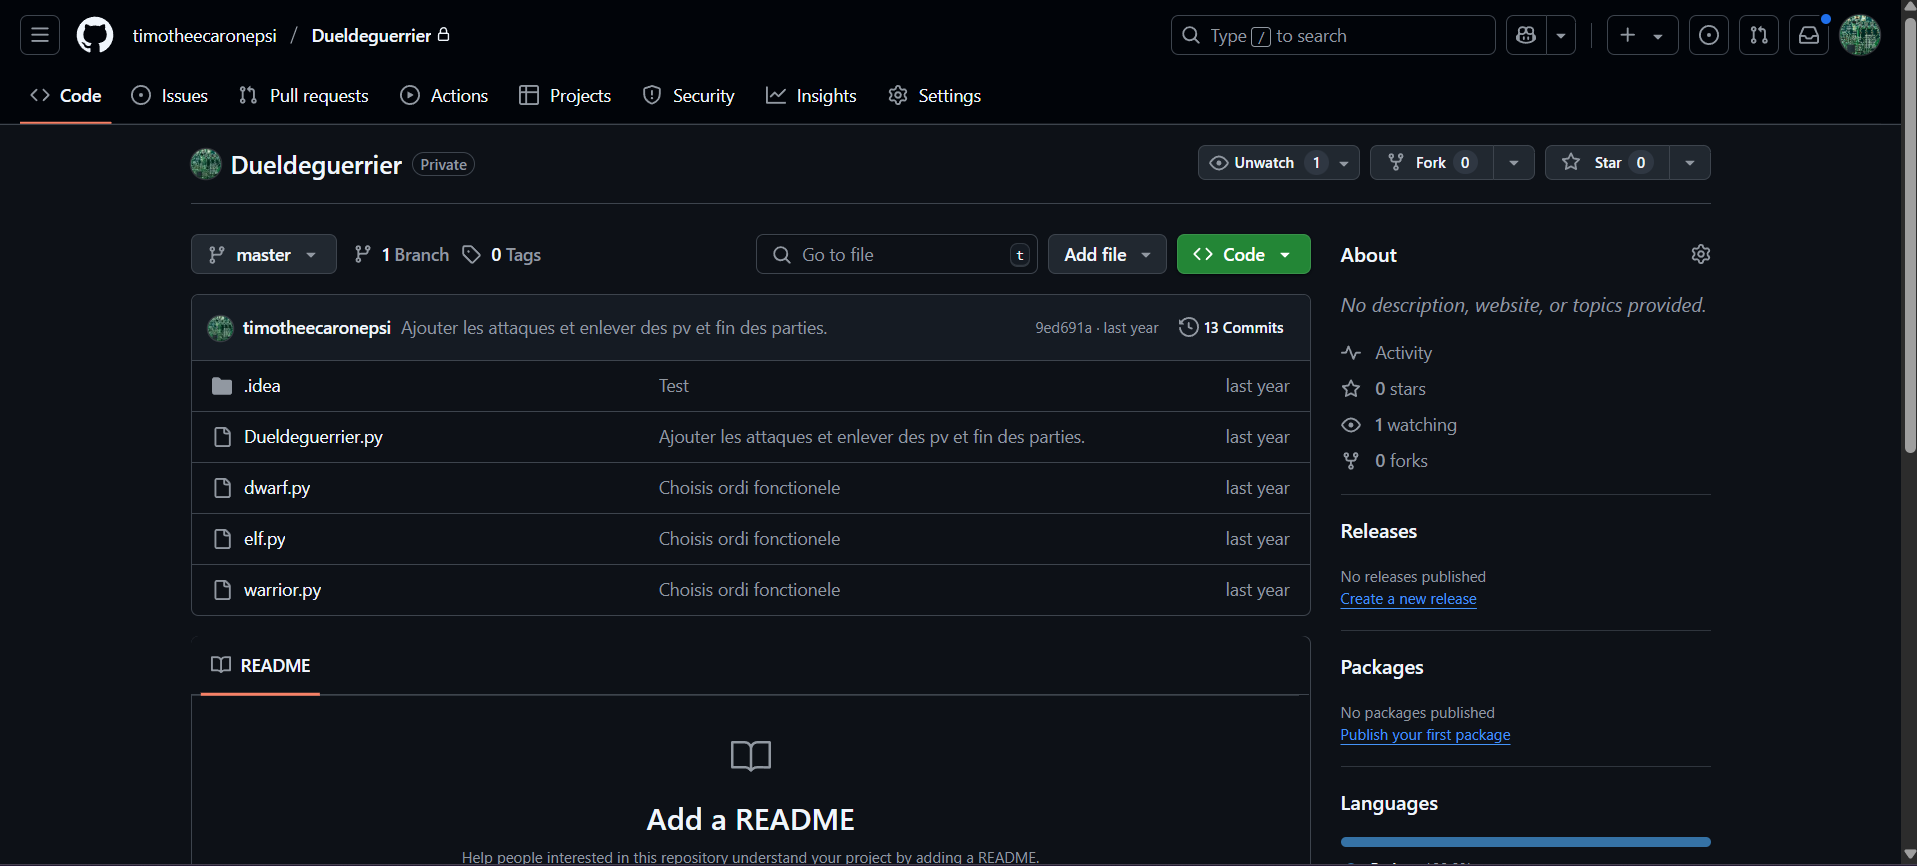 timotheecaronepsi / Dueldeguerrier
Type / to search
Code
Issues
Pull requests
Actions
Projects
Security
Insights
Settings
Dueldeguerrier Private
Unwatch 1
Fork 0
Star 0
master
1 Branch
0 Tags
Go to file t
Add file
Code
timotheecaronepsi Ajouter les attaques et enlever des pv et fin des parties. 9ed691a · last year 13 Commits
.idea Test last year
Dueldeguerrier.py Ajouter les attaques et enlever des pv et fin des parties. last year
dwarf.py Choisis ordi fonctionele last year
elf.py Choisis ordi fonctionele last year
warrior.py Choisis ordi fonctionele last year
README
Add a README
Help people interested in this repository understand your project by adding a README.
About
No description, website, or topics provided.
Activity
0 stars
1 watching
0 forks
Releases
No releases published
Create a new release
Packages
No packages published
Publish your first package
Languages